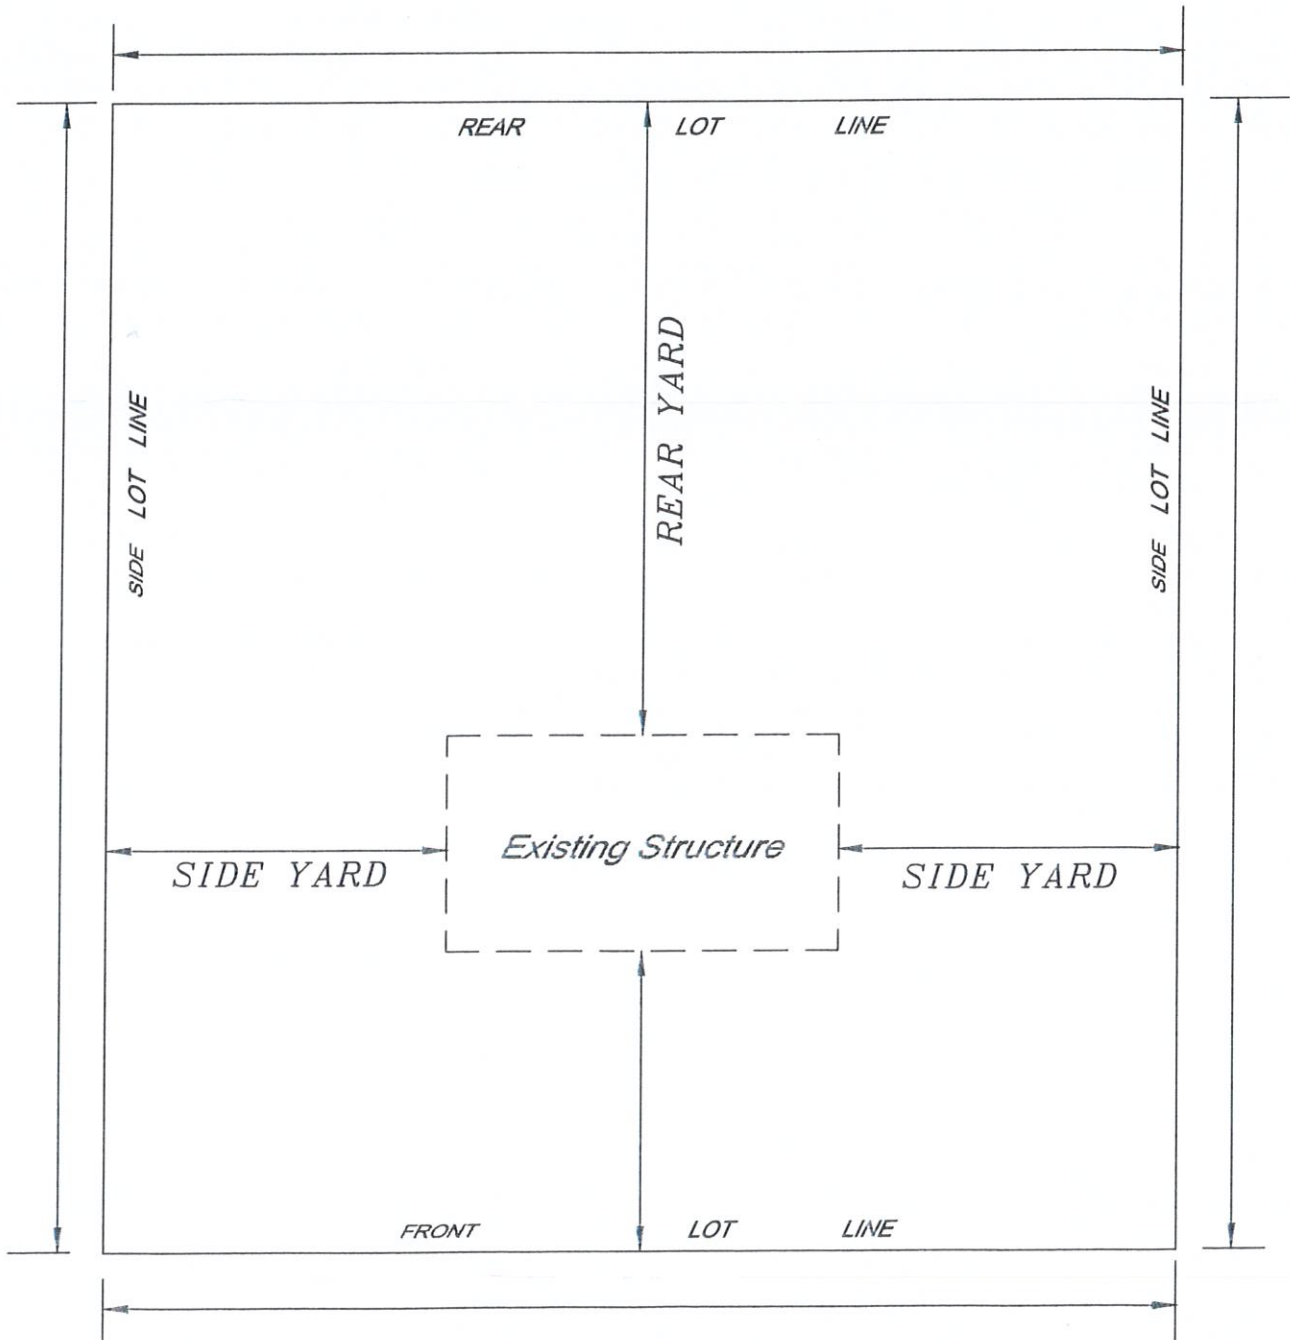 REAR LOT LINE
SIDE LOT LINE
REAR YARD
SIDE LOT LINE
Existing Structure
SIDE YARD
SIDE YARD
FRONT LOT LINE